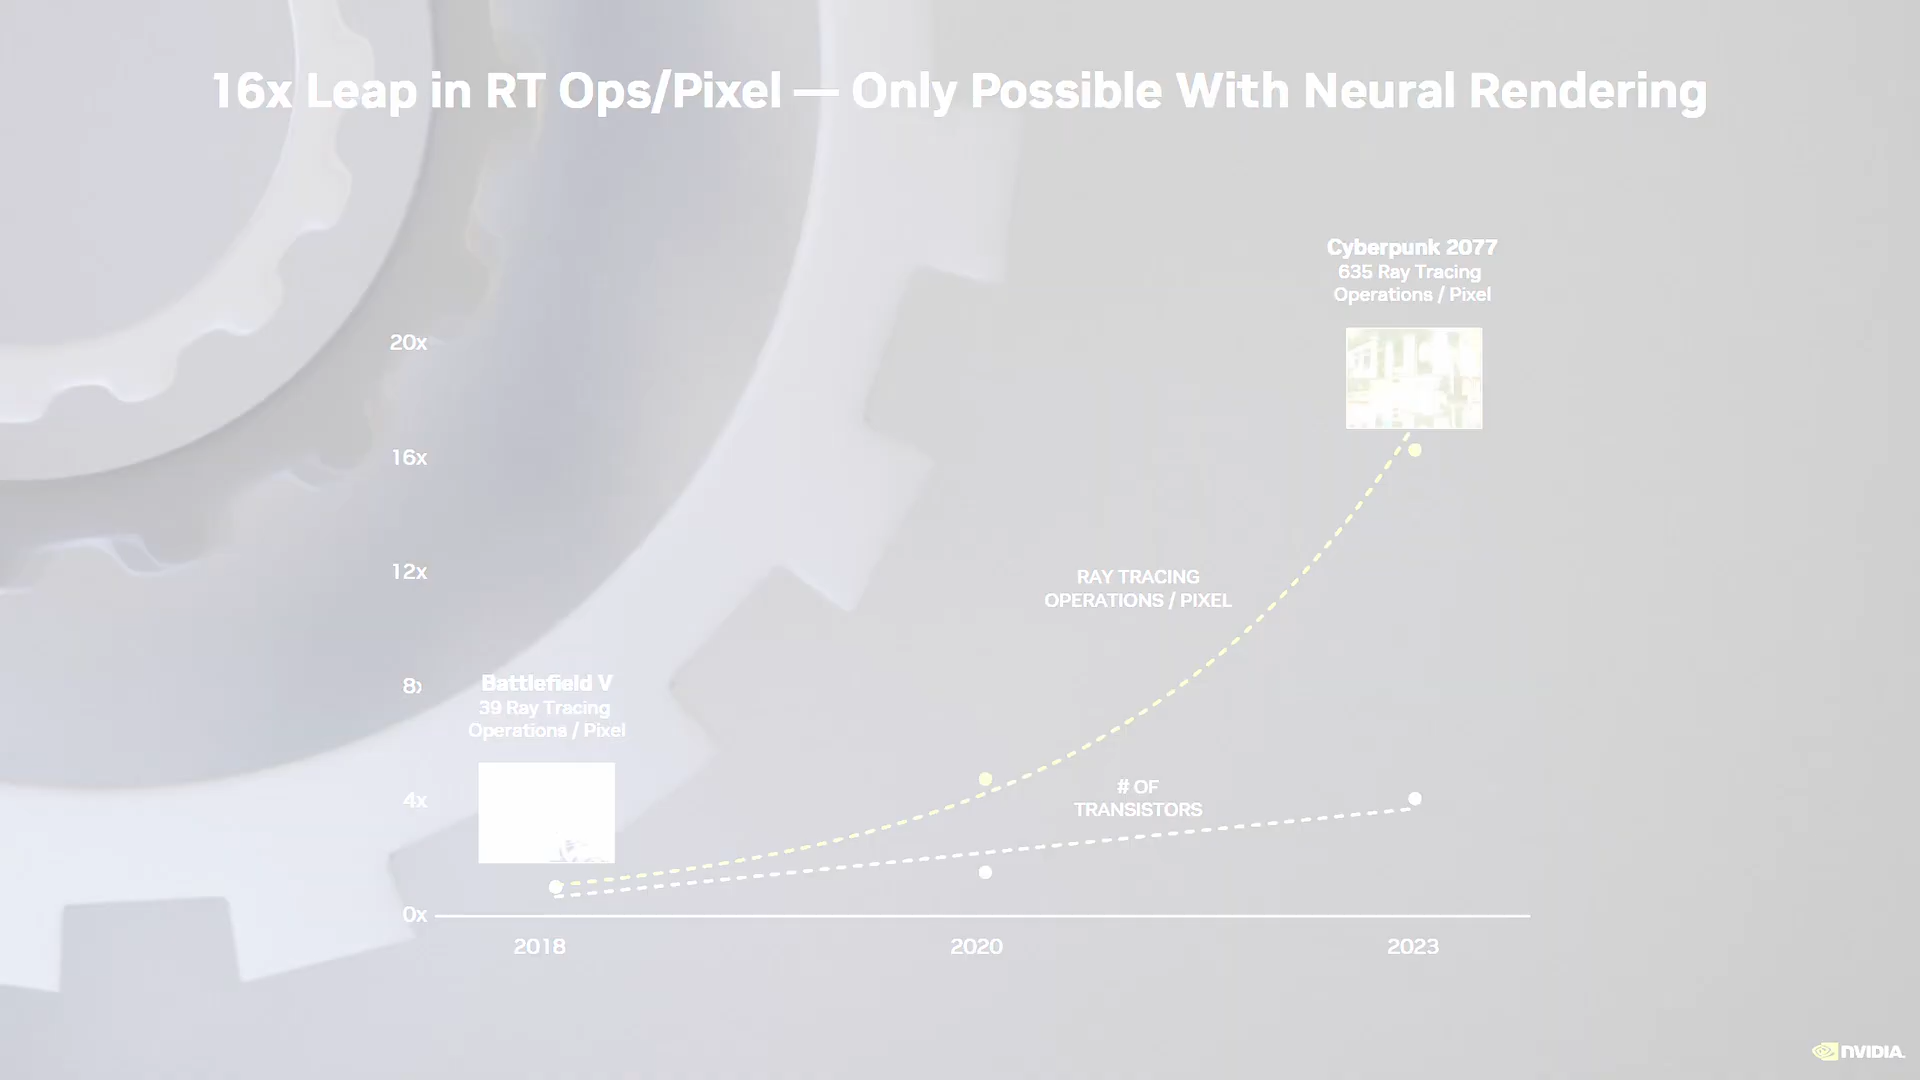 16x Leap in RT Ops/Pixel — Only Possible With Neural Rendering
Cyberpunk 2077
635 Ray Tracing
Operations / Pixel
20x
16x
12x
RAY TRACING
OPERATIONS / PIXEL
8x
Battlefield V
39 Ray Tracing
Operations / Pixel
4x
# OF
TRANSISTORS
0x
2018
2020
2023
NVIDIA.